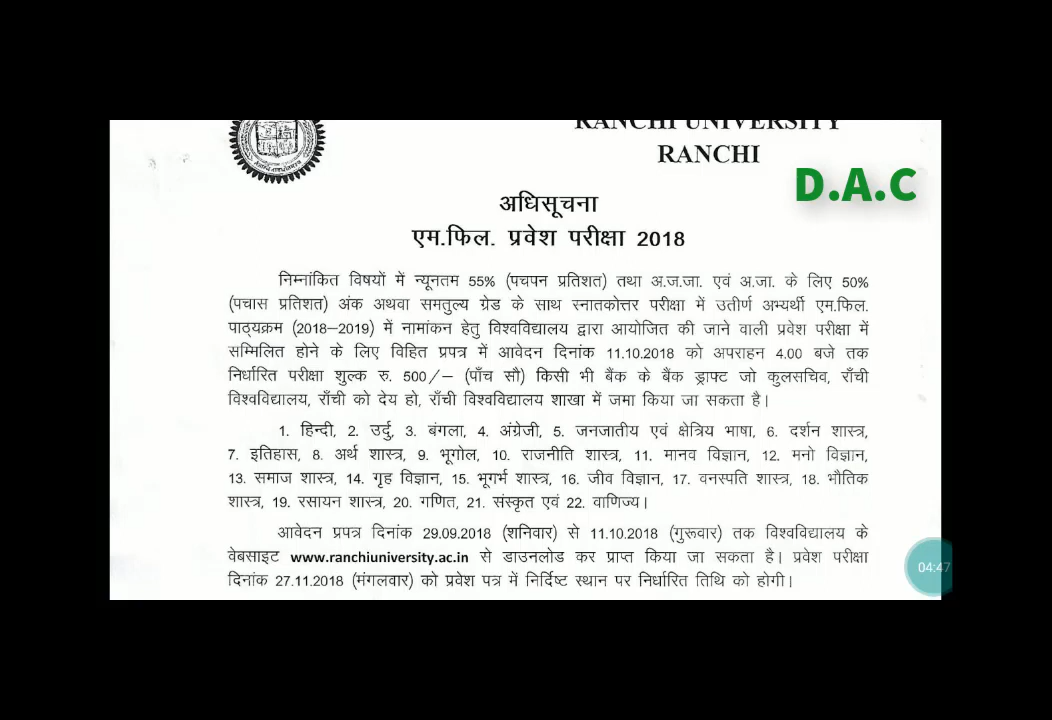 RANCHI UNIVERSITY
RANCHI
D.A.C
अधिसूचना
एम.फिल. प्रवेश परीक्षा 2018
निम्नांकित विषयों में न्यूनतम 55% (पचपन प्रतिशत) तथा अ.ज.जा. एवं अ.जा. के लिए 50%
(पचास प्रतिशत) अंक अथवा समतुल्य ग्रेड के साथ स्नातकोत्तर परीक्षा में उतीर्ण अभ्यर्थी एम.फिल.
पाठ्यक्रम (2018–2019) में नामांकन हेतु विश्वविद्यालय द्वारा आयोजित की जाने वाली प्रवेश परीक्षा में
सम्मिलित होने के लिए विहित प्रपत्र में आवेदन दिनांक 11.10.2018 को अपराहन 4.00 बजे तक
निर्धारित परीक्षा शुल्क रु. 500/– (पाँच सौ) किसी भी बैंक के बैंक ड्राफ्ट जो कुलसचिव, राँची
विश्वविद्यालय, राँची को देय हो, राँची विश्वविद्यालय शाखा में जमा किया जा सकता है।
1. हिन्दी, 2. उर्दु, 3. बंगला, 4. अंग्रेजी, 5. जनजातीय एवं क्षेत्रिय भाषा, 6. दर्शन शास्त्र,
7. इतिहास, 8. अर्थ शास्त्र, 9. भूगोल, 10. राजनीति शास्त्र, 11. मानव विज्ञान, 12. मनो विज्ञान,
13. समाज शास्त्र, 14. गृह विज्ञान, 15. भूगर्भ शास्त्र, 16. जीव विज्ञान, 17. वनस्पति शास्त्र, 18. भौतिक
शास्त्र, 19. रसायन शास्त्र, 20. गणित, 21. संस्कृत एवं 22. वाणिज्य।
आवेदन प्रपत्र दिनांक 29.09.2018 (शनिवार) से 11.10.2018 (गुरूवार) तक विश्वविद्यालय के
वेबसाइट www.ranchiuniversity.ac.in से डाउनलोड कर प्राप्त किया जा सकता है। प्रवेश परीक्षा
दिनांक 27.11.2018 (मंगलवार) को प्रवेश पत्र में निर्दिष्ट स्थान पर निर्धारित तिथि को होगी।
04:47